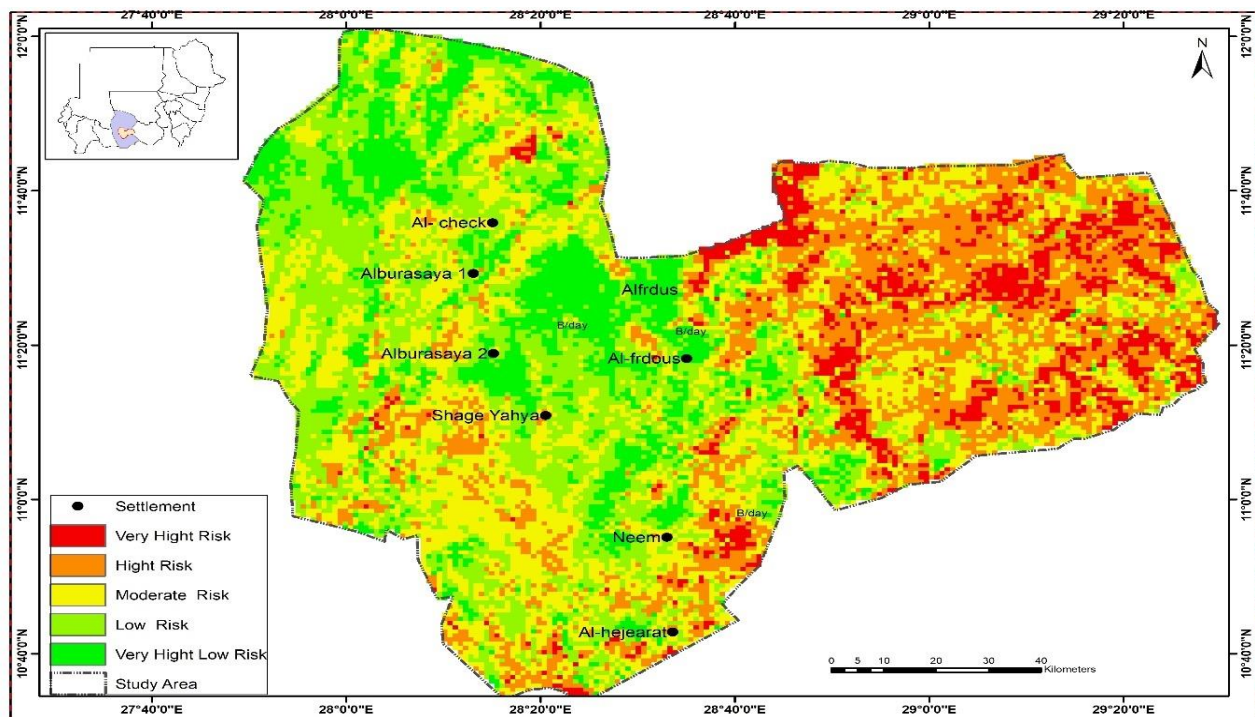 27°40'0"E
28°0'0"E
28°20'0"E
28°40'0"E
29°0'0"E
29°20'0"E
12°0'0"N
12°0'0"N
N
11°40'0"N
11°40'0"N
Al- check
Alburasaya 1
Alfrdus
B/day
B/day
11°20'0"N
11°20'0"N
Alburasaya 2
Al-frdous
Shage Yahya
11°0'0"N
11°0'0"N
B/day
Neem
Al-hejearat
10°40'0"N
10°40'0"N
Settlement
Very Hight Risk
Hight Risk
Moderate Risk
Low Risk
Very Hight Low Risk
Study Area
0 5 10 20 30 40
Kilometers
27°40'0"E
28°0'0"E
28°20'0"E
28°40'0"E
29°0'0"E
29°20'0"E